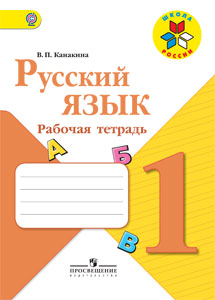 ШКОЛА
РОССИИ
В. П. Канакина
Русский
язык
Рабочая тетрадь
А
Б
В
1
ПРОСВЕЩЕНИЕ
ИЗДАТЕЛЬСТВО